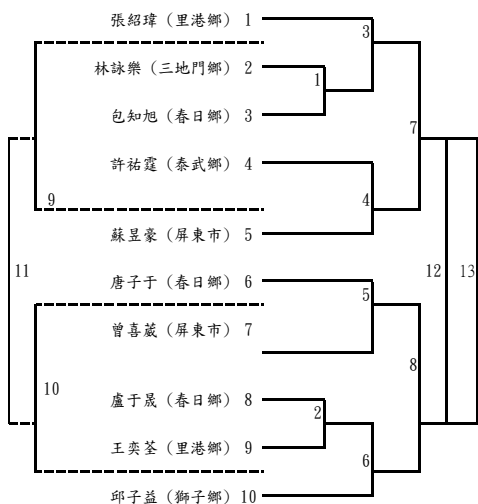 張紹瑋（里港鄉）1
3
林詠樂（三地門鄉）2
1
包知旭（春日鄉）3
7
許祐霆（泰武鄉）4
9
4
蘇昱豪（屏東市）5
11
12
13
唐子于（春日鄉）6
5
曾喜葳（屏東市）7
8
10
盧于晟（春日鄉）8
2
王奕荃（里港鄉）9
6
邱子益（獅子鄉）10